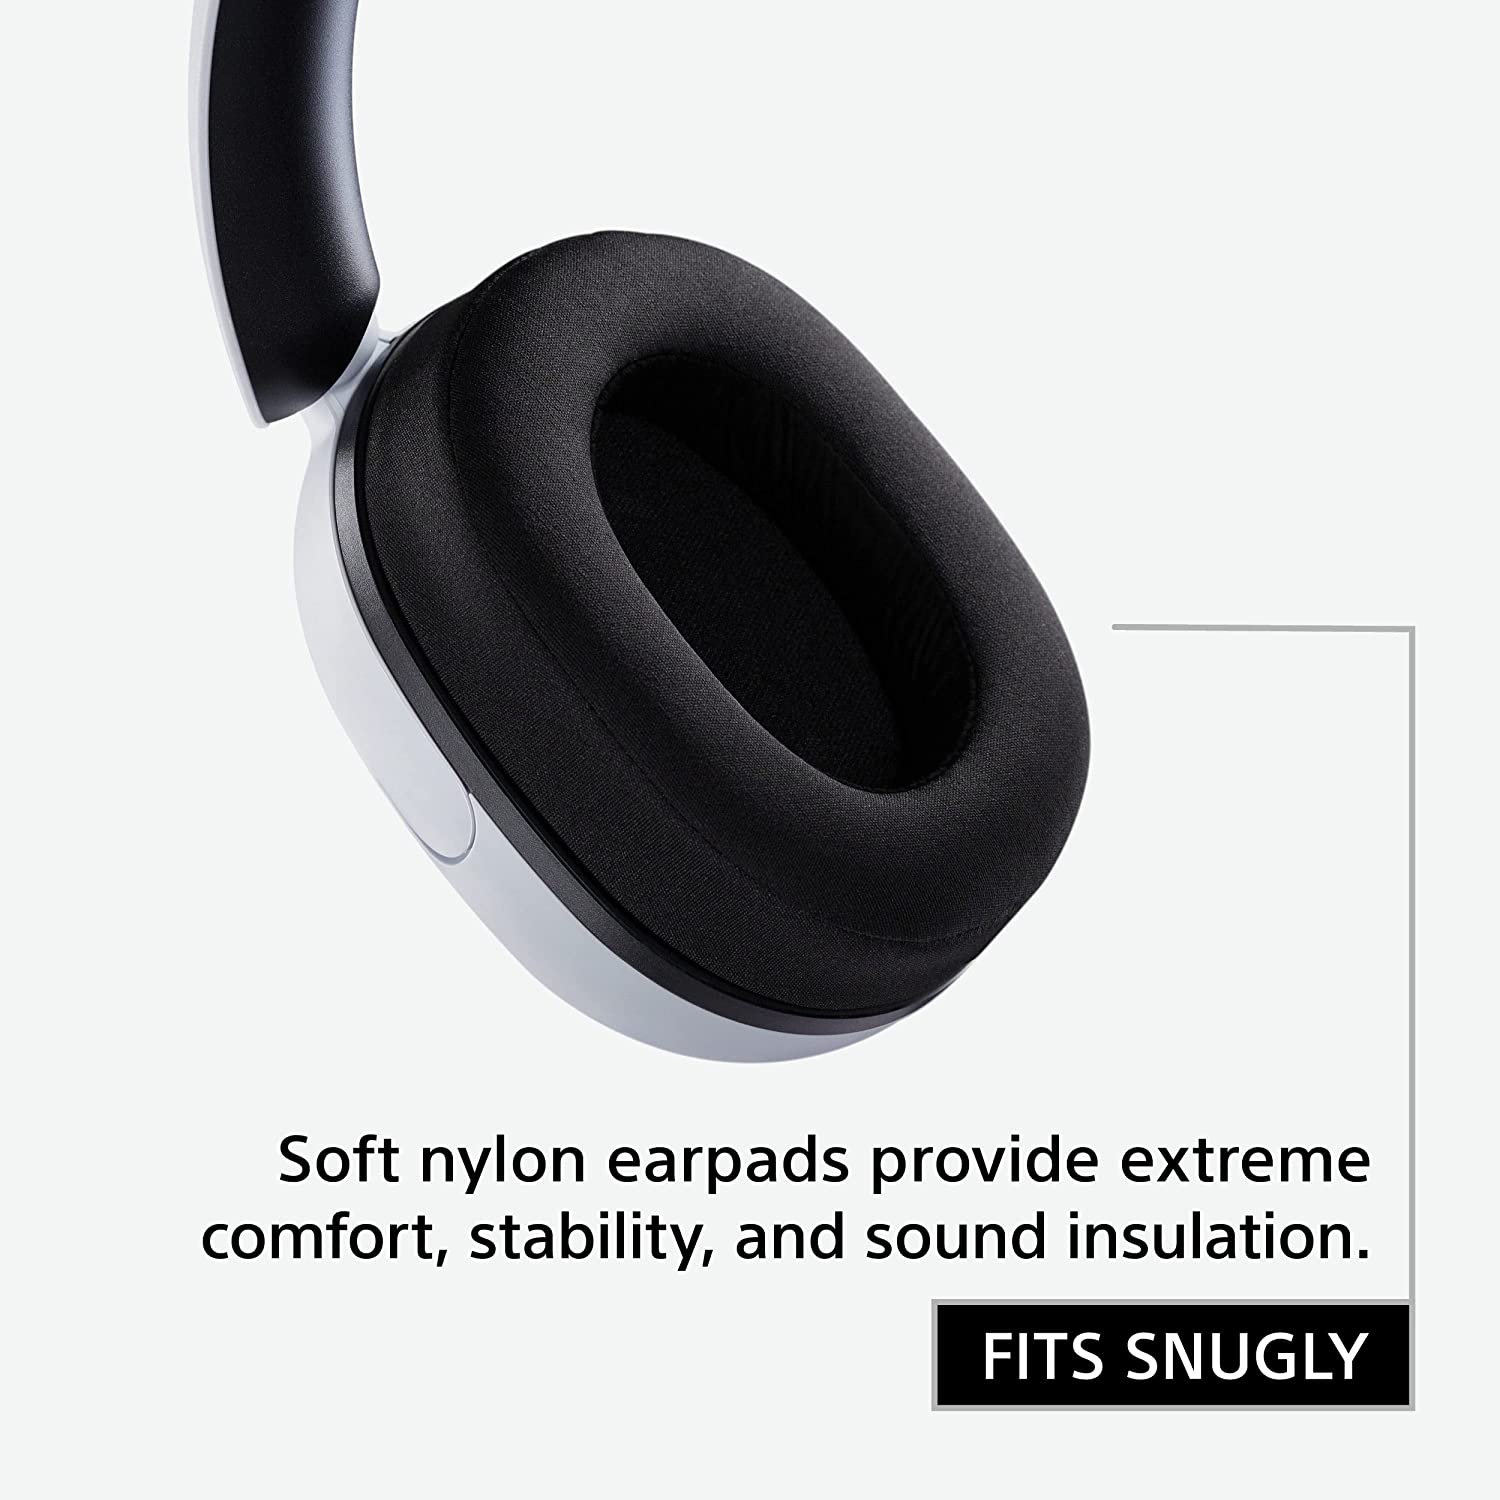 Soft nylon earpads provide extreme
comfort, stability, and sound insulation.
FITS SNUGLY